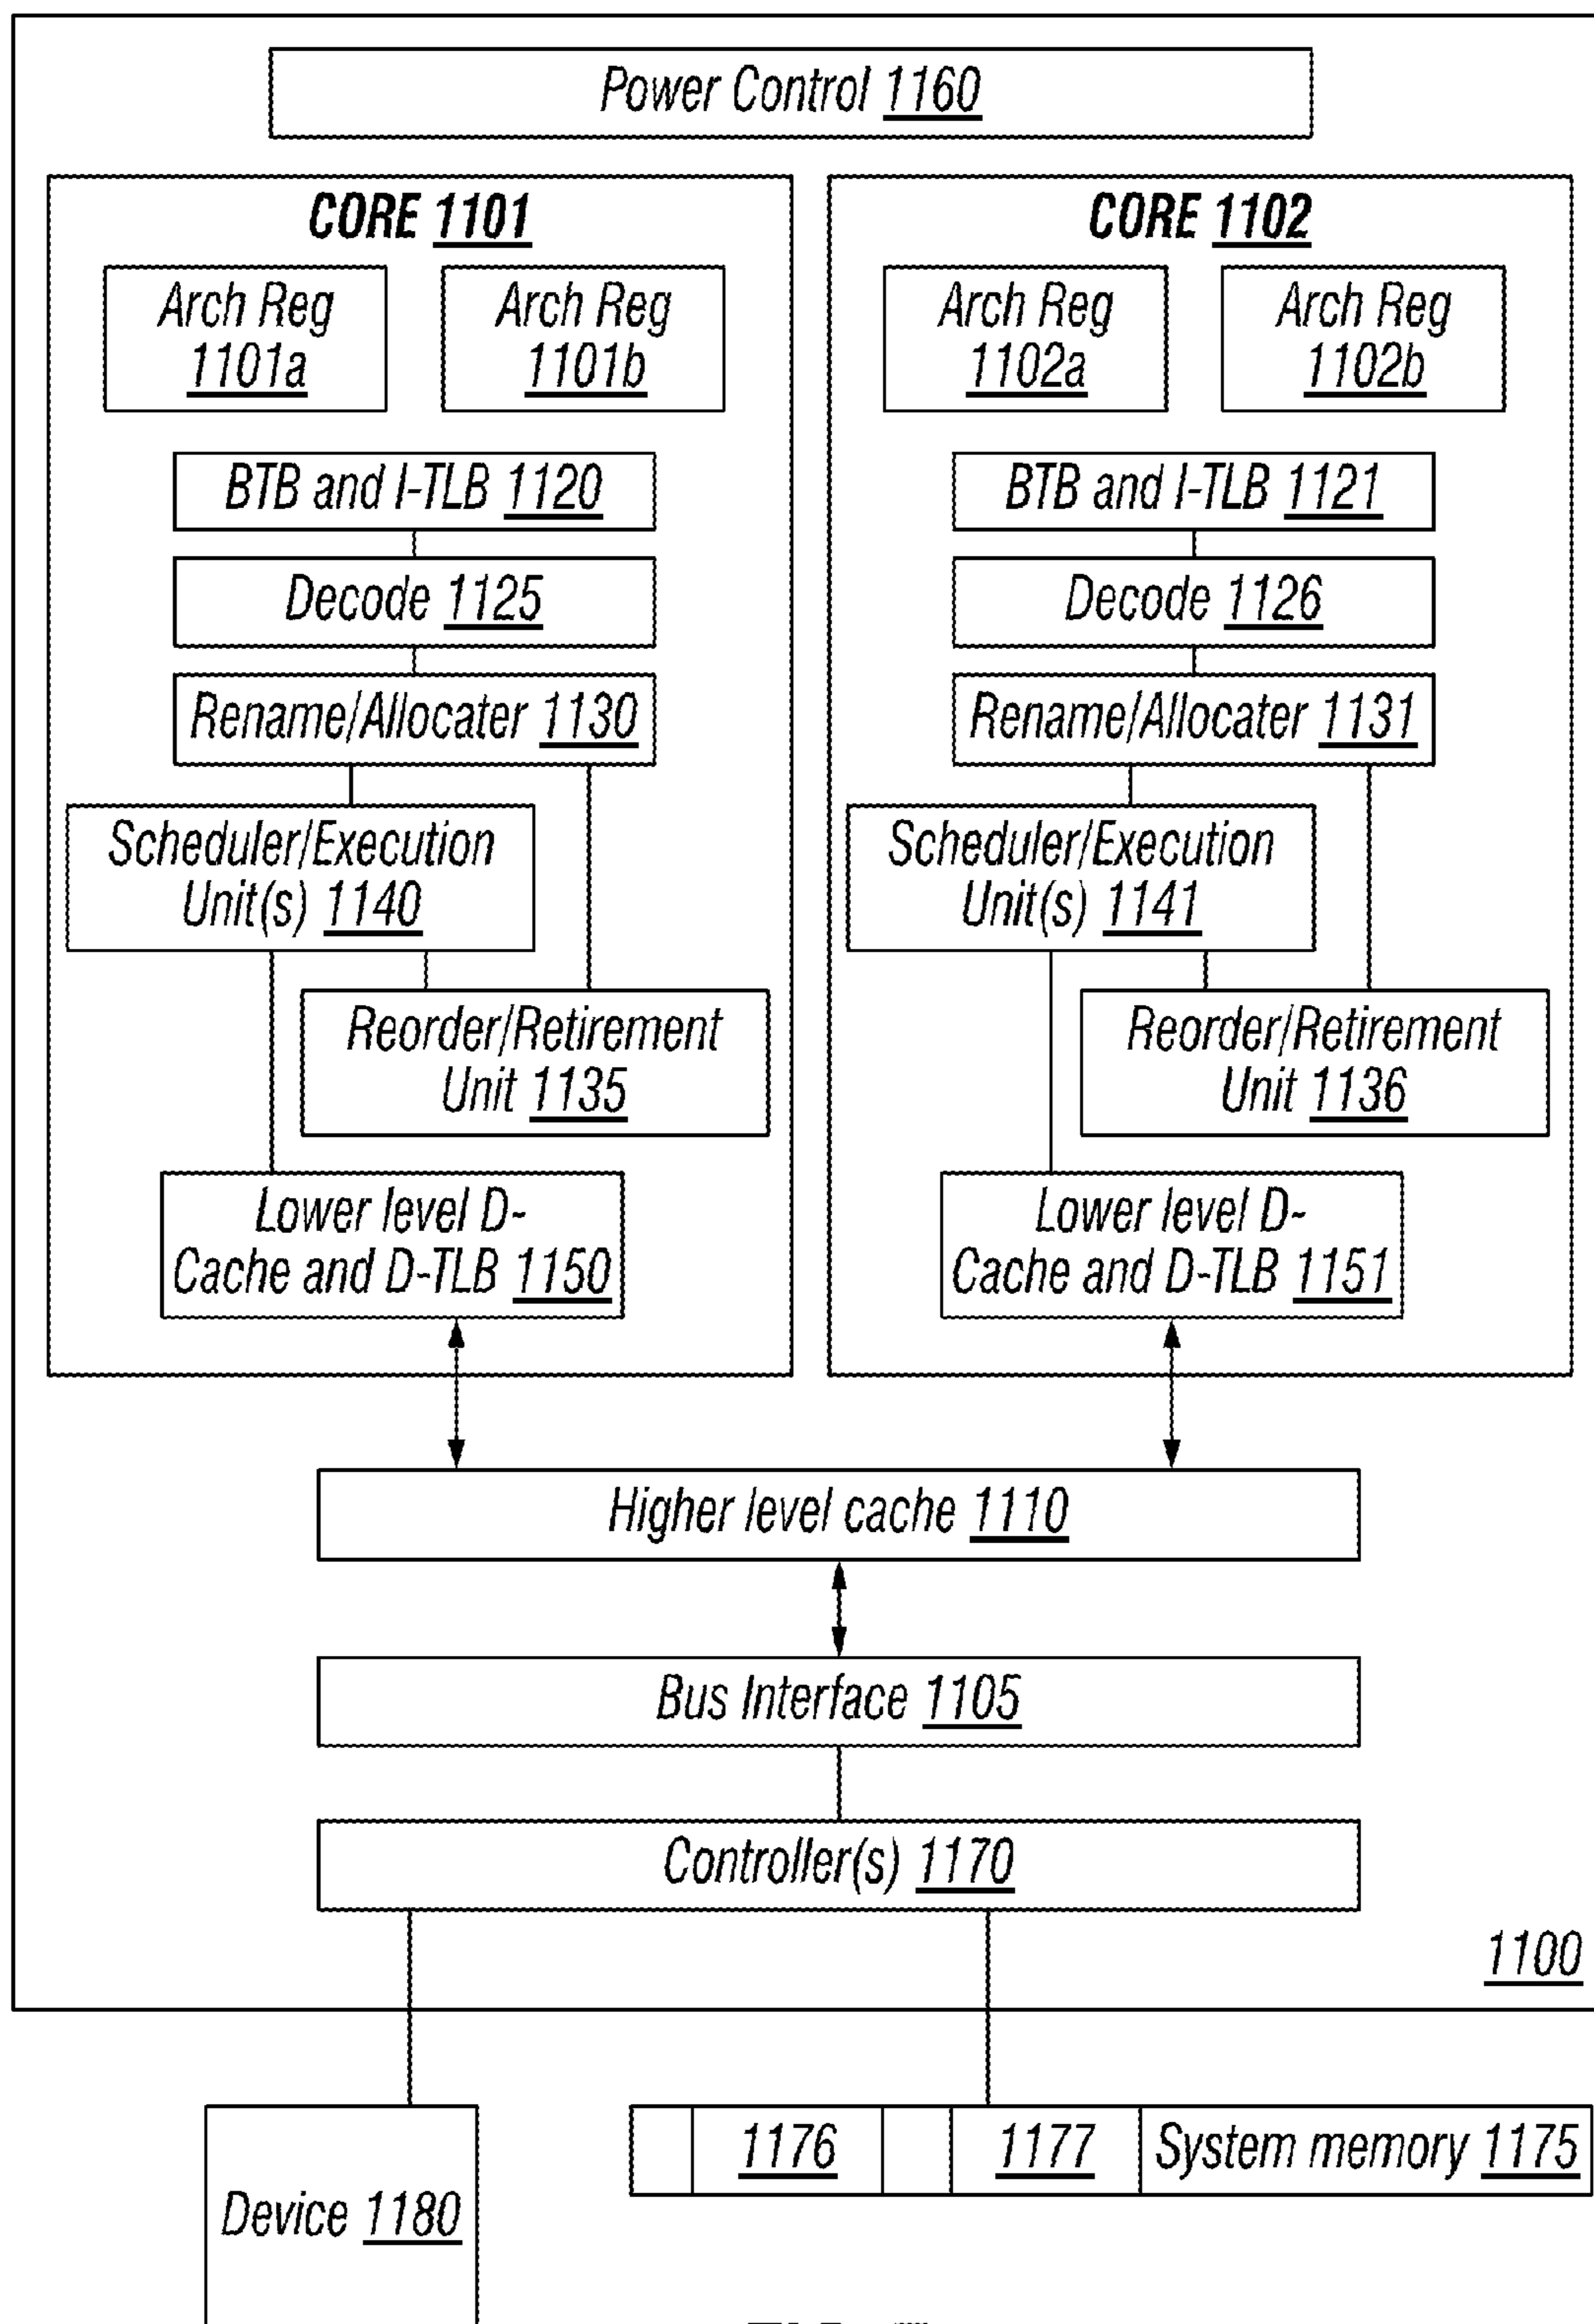 Power Control 1160
CORE 1101
Arch Reg
1101a
Arch Reg
1101b
BTB and I-TLB 1120
Decode 1125
Rename/Allocater 1130
Scheduler/Execution
Unit(s) 1140
Reorder/Retirement
Unit 1135
Lower level D-
Cache and D-TLB 1150
CORE 1102
Arch Reg
1102a
Arch Reg
1102b
BTB and I-TLB 1121
Decode 1126
Rename/Allocater 1131
Scheduler/Execution
Unit(s) 1141
Reorder/Retirement
Unit 1136
Lower level D-
Cache and D-TLB 1151
Higher level cache 1110
Bus Interface 1105
Controller(s) 1170
1100
1176
1177
System memory 1175
Device 1180